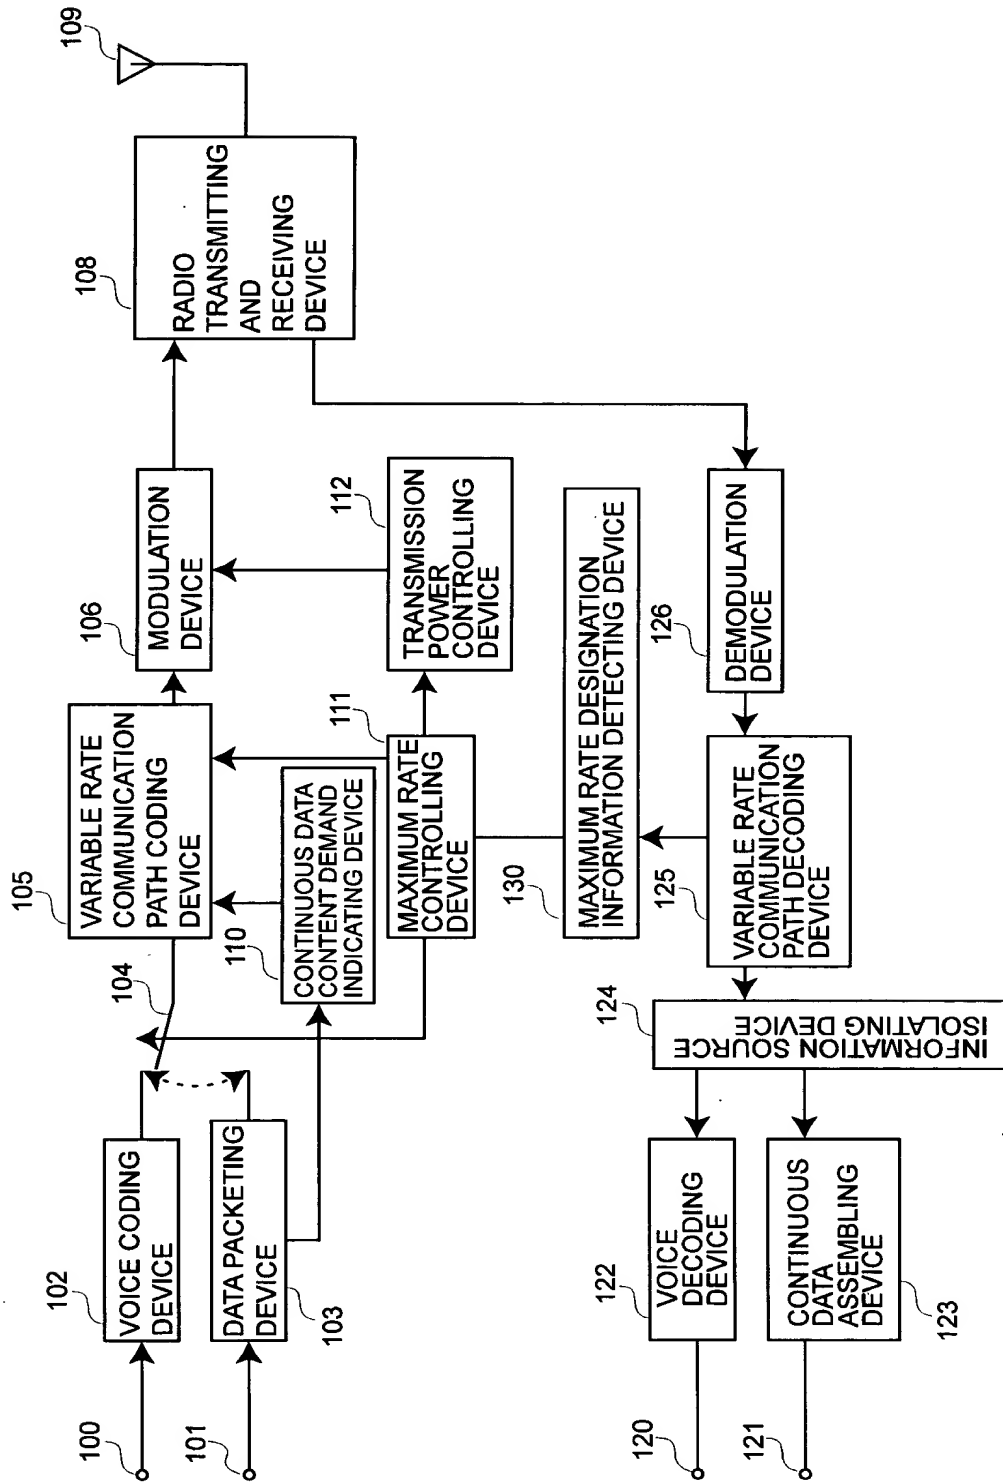 100
102
VOICE CODING
DEVICE
101
DATA PACKETING
DEVICE
103
104
105
VARIABLE RATE
COMMUNICATION
PATH CODING
DEVICE
110
CONTINUOUS DATA
CONTENT DEMAND
INDICATING DEVICE
106
MODULATION
DEVICE
111
MAXIMUM RATE
CONTROLLING
DEVICE
112
TRANSMISSION
POWER
CONTROLLING
DEVICE
108
RADIO
TRANSMITTING
AND
RECEIVING
DEVICE
109
130
MAXIMUM RATE DESIGNATION
INFORMATION DETECTING DEVICE
120
122
VOICE
DECODING
DEVICE
121
CONTINUOUS
DATA
ASSEMBLING
DEVICE
123
124
INFORMATION SOURCE
ISOLATING DEVICE
125
VARIABLE RATE
COMMUNICATION
PATH DECODING
DEVICE
126
DEMODULATION
DEVICE